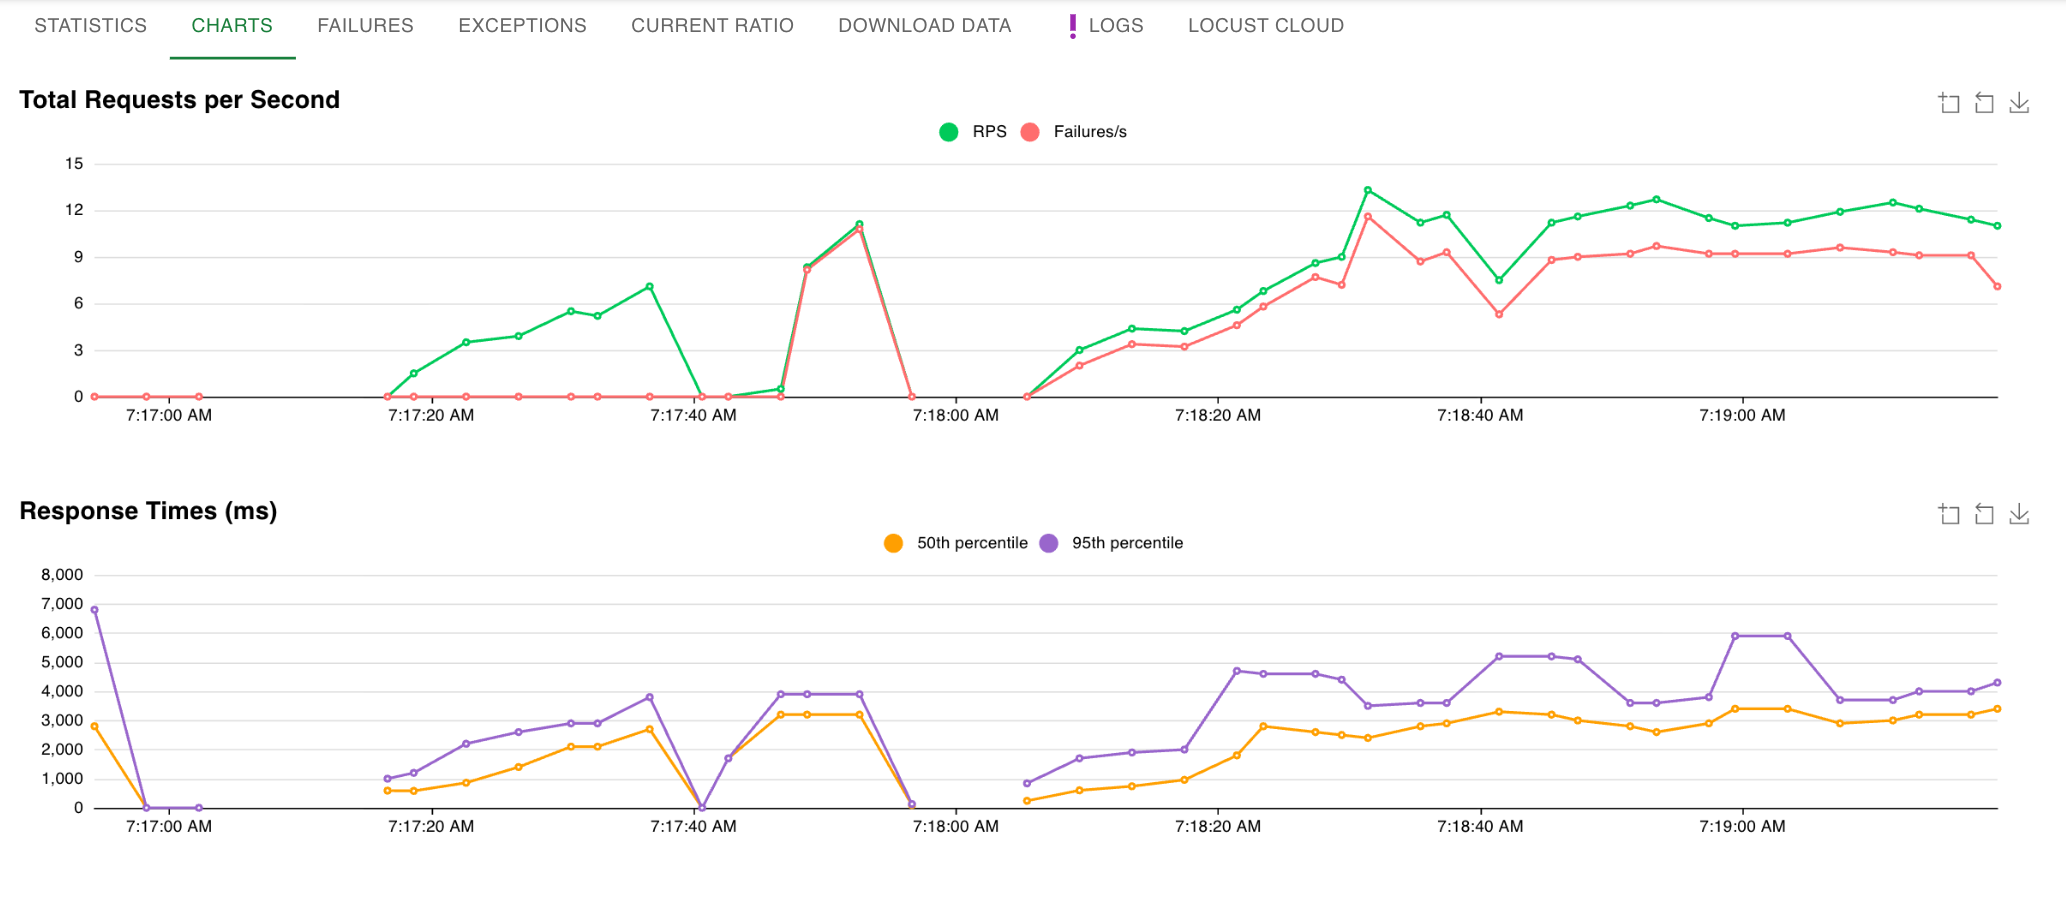 STATISTICS CHARTS FAILURES EXCEPTIONS CURRENT RATIO DOWNLOAD DATA ❗ LOGS LOCUST CLOUD
Total Requests per Second
RPS Failures/s
15
12
9
6
3
0
7:17:00 AM 7:17:20 AM 7:17:40 AM 7:18:00 AM 7:18:20 AM 7:18:40 AM 7:19:00 AM
Response Times (ms)
50th percentile 95th percentile
8,000
7,000
6,000
5,000
4,000
3,000
2,000
1,000
0
7:17:00 AM 7:17:20 AM 7:17:40 AM 7:18:00 AM 7:18:20 AM 7:18:40 AM 7:19:00 AM